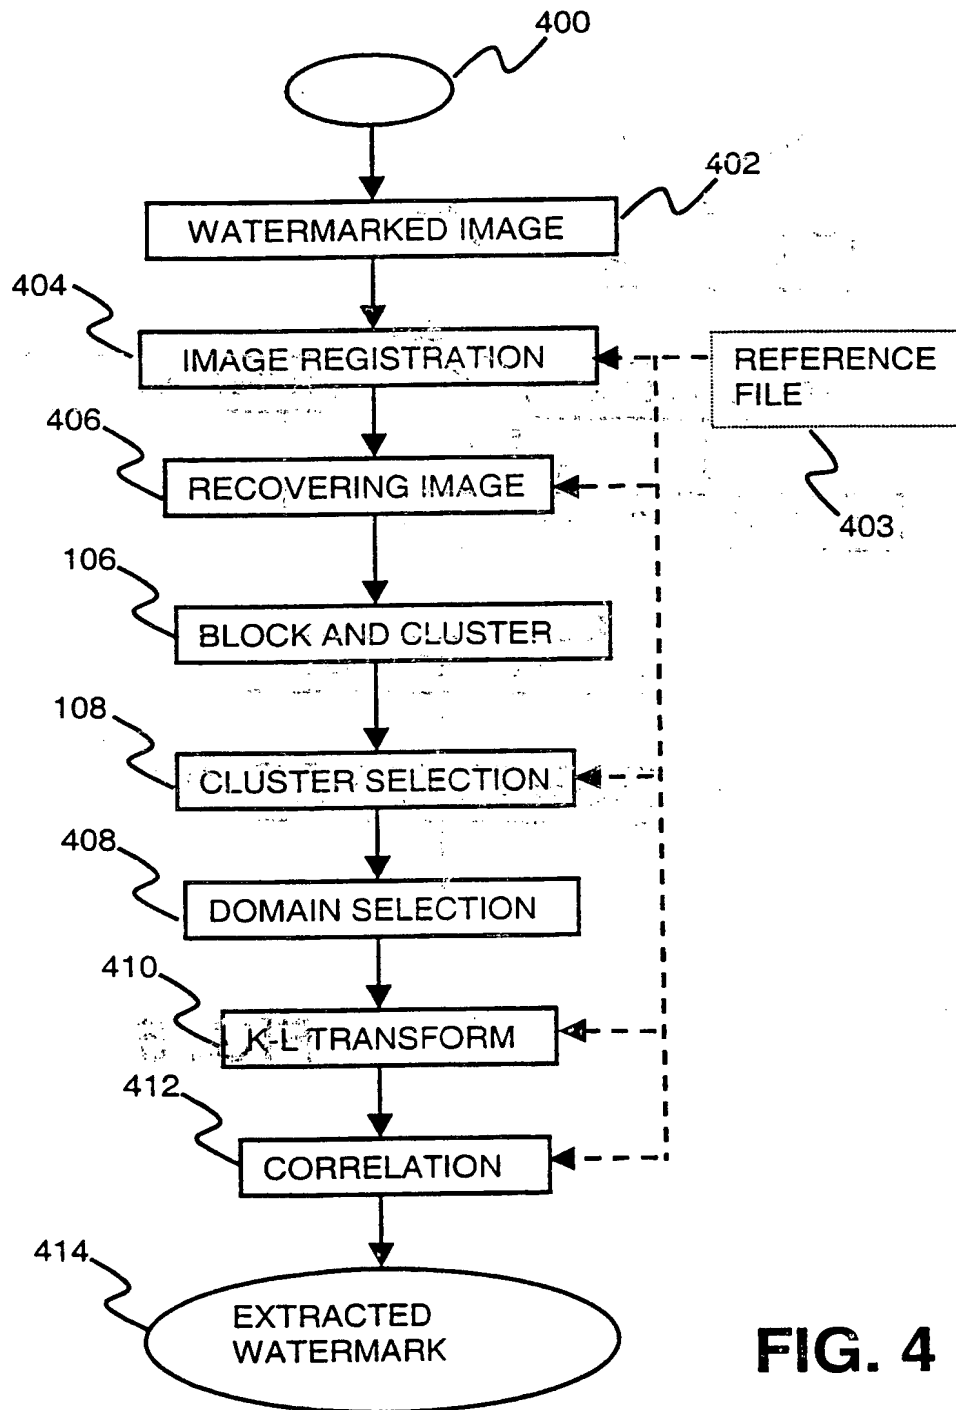 400
402
WATERMARKED IMAGE
404
IMAGE REGISTRATION
REFERENCE
FILE
403
406
RECOVERING IMAGE
106
BLOCK AND CLUSTER
108
CLUSTER SELECTION
408
DOMAIN SELECTION
410
K-L TRANSFORM
412
CORRELATION
414
EXTRACTED
WATERMARK
FIG. 4